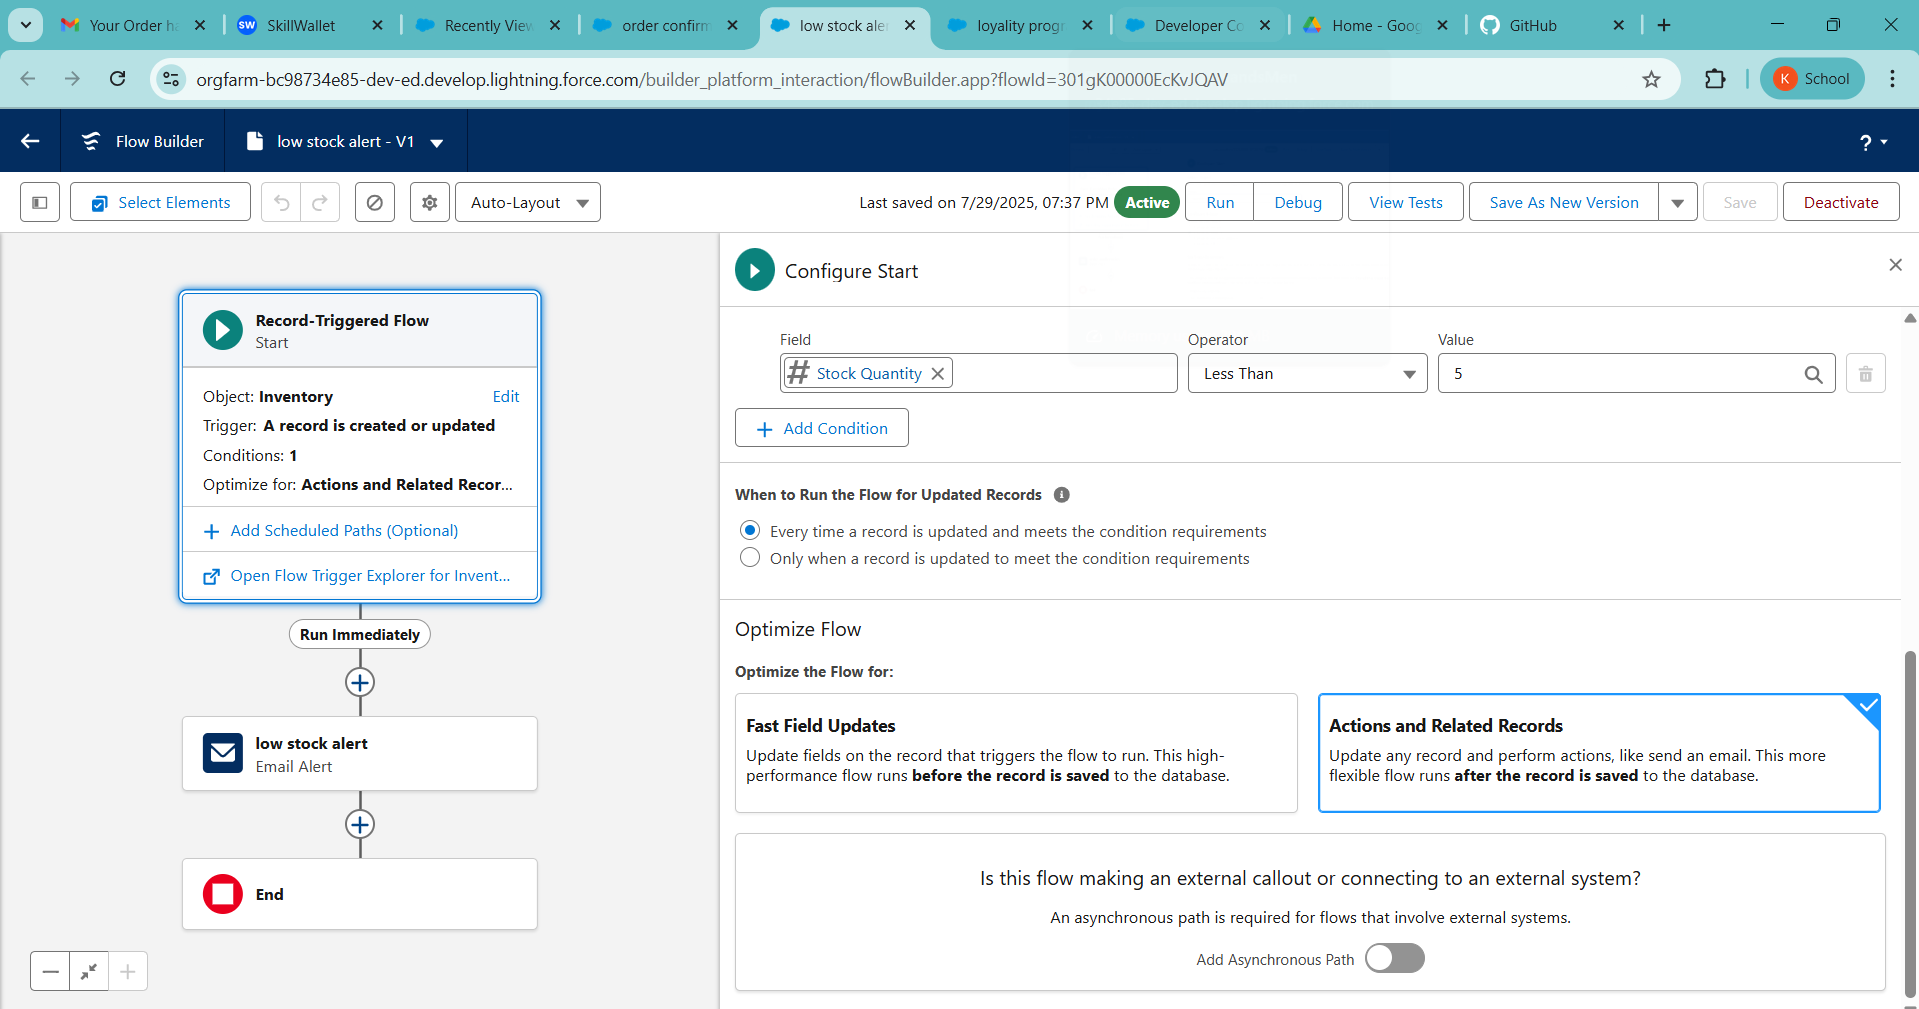 Your Order ha
SkillWallet
Recently View
order confirm
low stock aler
loyality progr
Developer Co
Home - Goog
GitHub
orgfarm-bc98734e85-dev-ed.develop.lightning.force.com/builder_platform_interaction/flowBuilder.app?flowId=301gK00000EcKvJQAV
K School
Flow Builder
low stock alert - V1
?
Select Elements
Auto-Layout
Last saved on 7/29/2025, 07:37 PM
Active
Run
Debug
View Tests
Save As New Version
Save
Deactivate
Record-Triggered Flow
Start
Object: Inventory
Edit
Trigger: A record is created or updated
Conditions: 1
Optimize for: Actions and Related Recor...
Add Scheduled Paths (Optional)
Open Flow Trigger Explorer for Invent...
Run Immediately
low stock alert
Email Alert
End
Configure Start
Field
Operator
Value
Stock Quantity
Less Than
5
Add Condition
When to Run the Flow for Updated Records
Every time a record is updated and meets the condition requirements
Only when a record is updated to meet the condition requirements
Optimize Flow
Optimize the Flow for:
Fast Field Updates
Update fields on the record that triggers the flow to run. This high-
performance flow runs before the record is saved to the database.
Actions and Related Records
Update any record and perform actions, like send an email. This more
flexible flow runs after the record is saved to the database.
Is this flow making an external callout or connecting to an external system?
An asynchronous path is required for flows that involve external systems.
Add Asynchronous Path